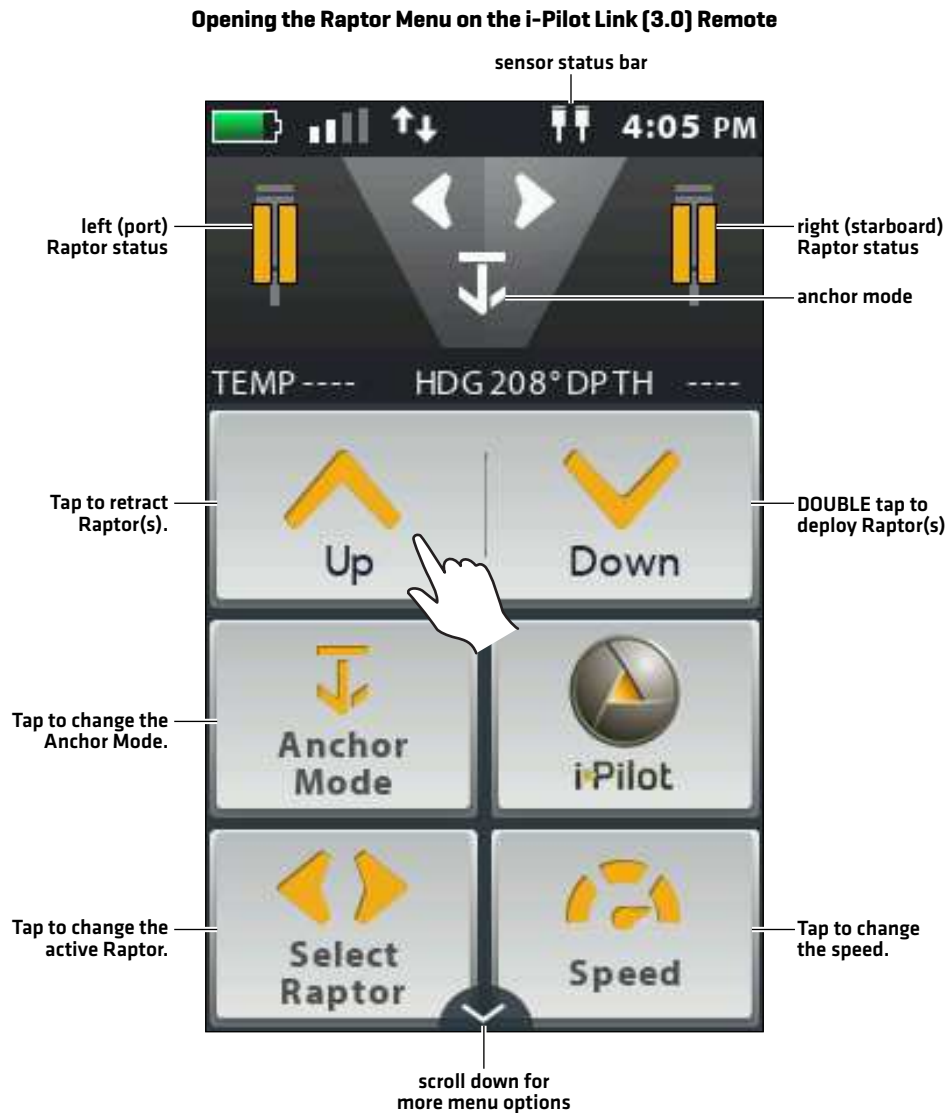 Opening the Raptor Menu on the i-Pilot Link (3.0) Remote
sensor status bar
4:05 PM
left (port)
Raptor status
right (starboard)
Raptor status
anchor mode
TEMP ---- HDG 208° DPTH ----
Tap to retract
Raptor(s).
Up
Down
DOUBLE tap to
deploy Raptor(s)
Tap to change the
Anchor Mode.
Anchor
Mode
i-Pilot
Tap to change the
active Raptor.
Select
Raptor
Speed
Tap to change
the speed.
scroll down for
more menu options